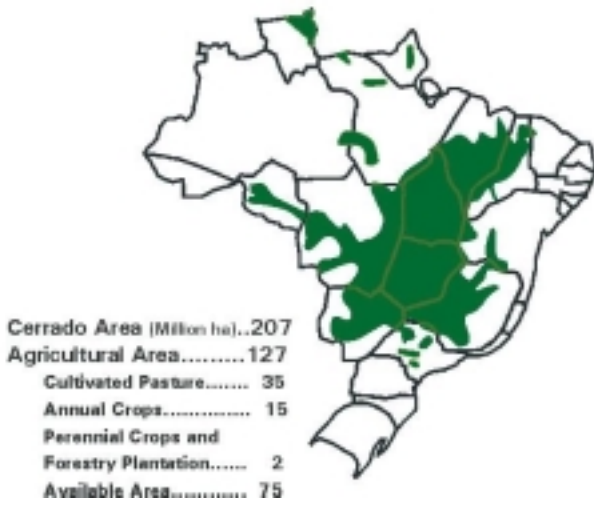 Cerrado Area (Million ha)..207
Agricultural Area.........127
Cultivated Pasture....... 35
Annual Crops............... 15
Perennial Crops and
Forestry Plantation...... 2
Available Area............ 75